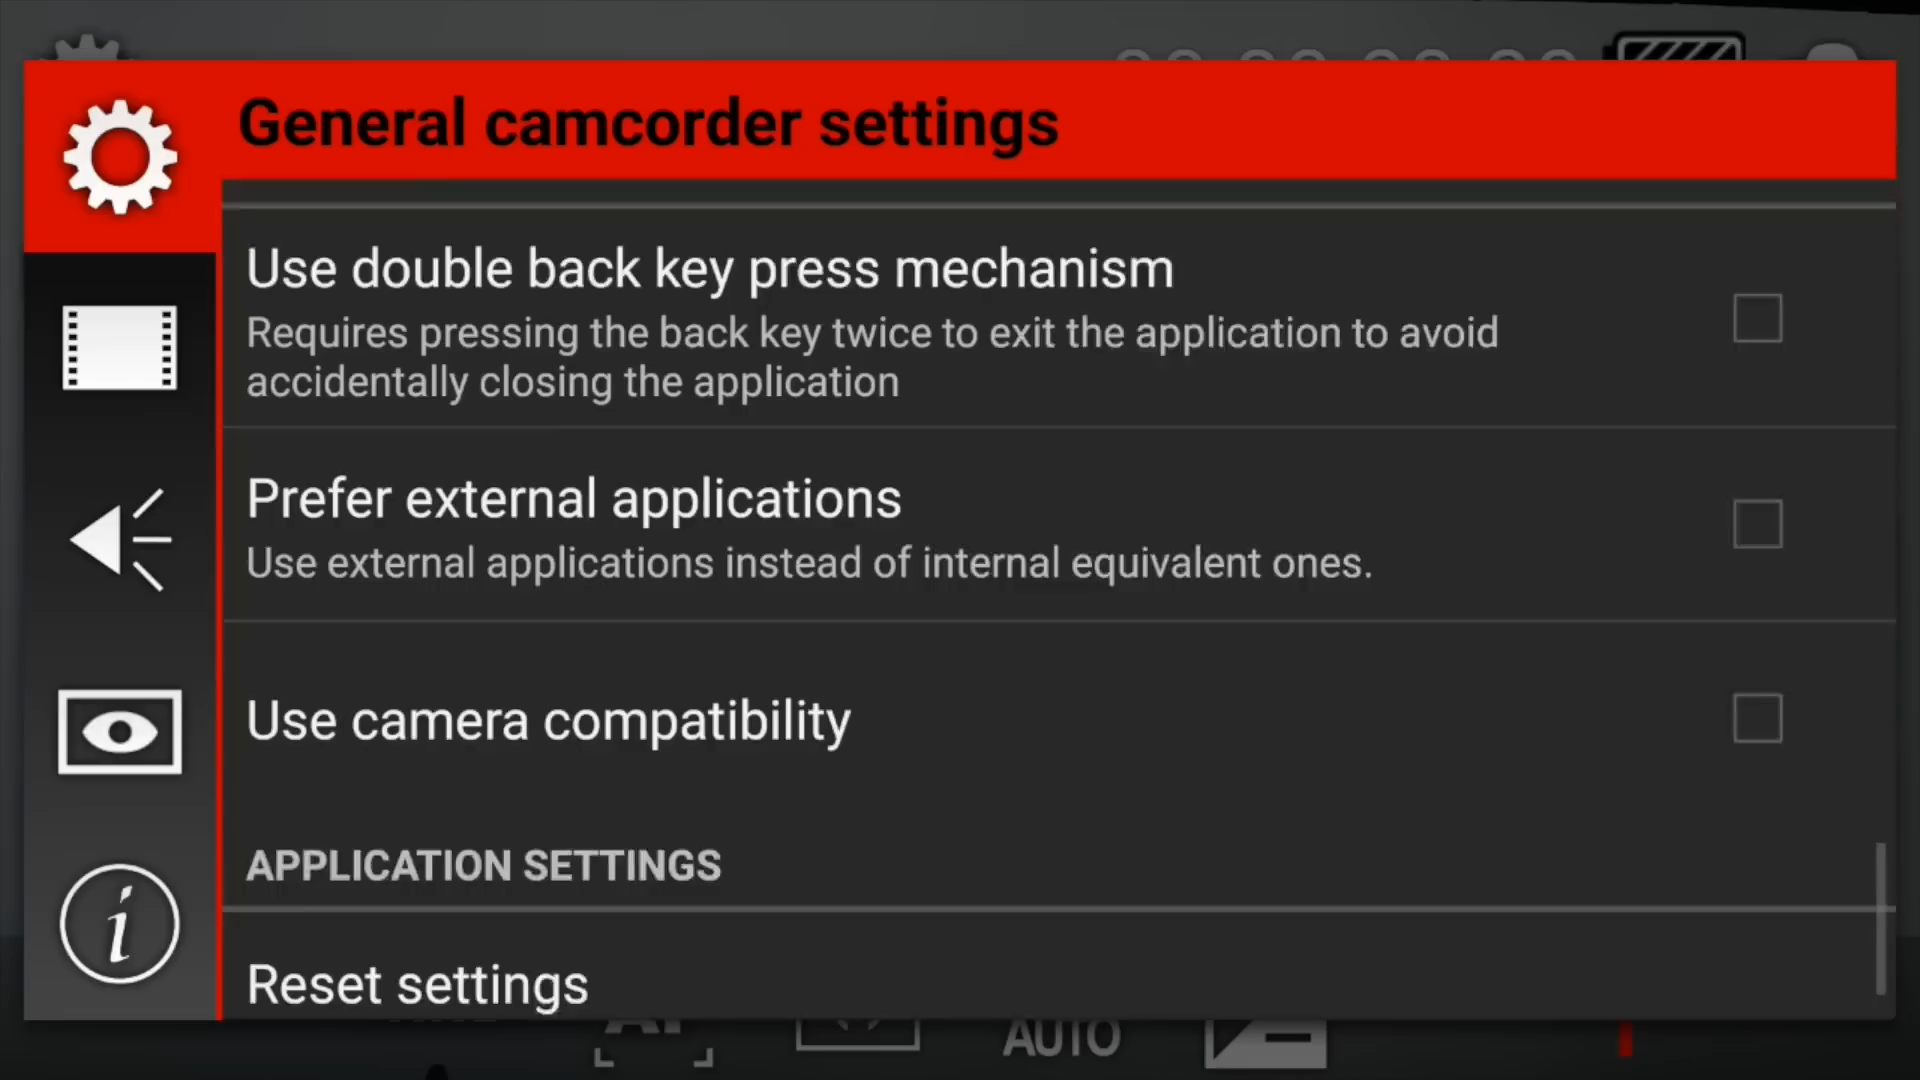 General camcorder settings
Use double back key press mechanism
Requires pressing the back key twice to exit the application to avoid
accidentally closing the application
Prefer external applications
Use external applications instead of internal equivalent ones.
Use camera compatibility
APPLICATION SETTINGS
Reset settings
AUTO